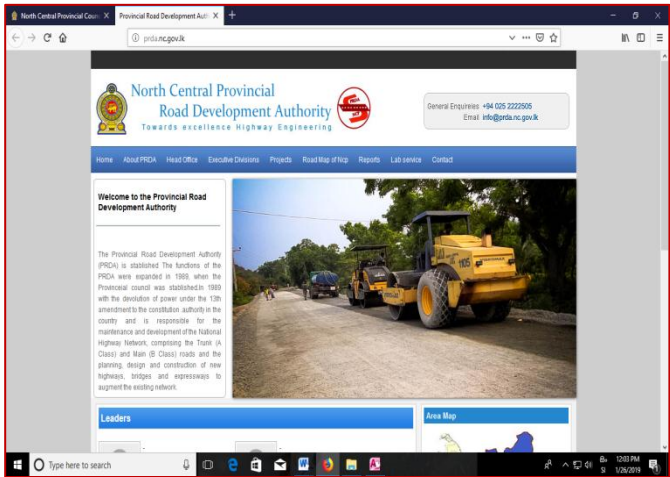 North Central Provincial Coun
Provincial Road Development Auth
prda.nc.gov.lk
North Central Provincial
Road Development Authority
Towards excellence Highway Engineering
General Enquireies +94 025 2222505
Email info@prda.nc.gov.lk
Home About PRDA Head Office Executive Divisions Projects Road Map of Ncp Reports Lab service Contact
Welcome to the Provincial Road
Development Authority
The Provincial Road Development Authority
(PRDA) is stablished The functions of the
PRDA were expanded in 1989, when the
Provinceial council was stablished.In 1989
with the devolution of power under the 13th
amendment to the constitution ,authority in the
country and is responsible for the
maintenance and development of the National
Highway Network, comprising the Trunk (A
Class) and Main (B Class) roads and the
planning, design and construction of new
highways, bridges and expressways to
augment the existing network.
1105
Leaders
Area Map
Type here to search
12:03 PM
SI 1/26/2019